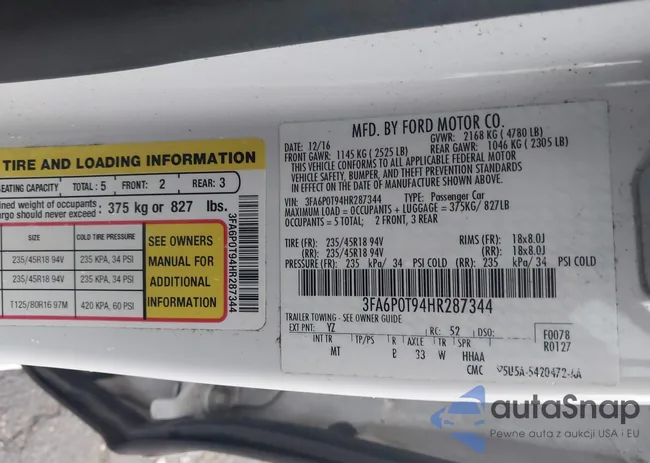 TIRE AND LOADING INFORMATION
SEATING CAPACITY TOTAL : 5 FRONT: 2 REAR: 3
ined weight of occupants : 375 kg or 827 lbs.
argo should never exceed :
SIZE COLD TIRE PRESSURE
235/45R18 94V 235 KPA, 34 PSI
235/45R18 94V 235 KPA, 34 PSI
T125/80R16 97M 420 KPA, 60 PSI
SEE OWNERS
MANUAL FOR
ADDITIONAL
INFORMATION
3FA6P0T94HR287344
MFD. BY FORD MOTOR CO.
DATE: 12/16 GVWR: 2168 KG ( 4780 LB)
FRONT GAWR: 1145 KG ( 2525 LB) REAR GAWR: 1046 KG ( 2305 LB)
THIS VEHICLE CONFORMS TO ALL APPLICABLE FEDERAL MOTOR
VEHICLE SAFETY, BUMPER, AND THEFT PREVENTION STANDARDS
IN EFFECT ON THE DATE OF MANUFACTURE SHOWN ABOVE.
VIN: 3FA6P0T94HR287344 TYPE: Passenger Car
MAXIMUM LOAD = OCCUPANTS + LUGGAGE = 375KG/ 827LB
OCCUPANTS = 5 TOTAL; 2 FRONT, 3 REAR
TIRE (FR): 235/45R18 94V RIMS (FR): 18x8.0J
(RR): 235/45R18 94V (RR): 18x8.0J
PRESSURE (FR): 235 kPa/ 34 PSI COLD (RR): 235 kPa/ 34 PSI COLD
3FA6P0T94HR287344
TRAILER TOWING - SEE OWNER GUIDE
EXT PNT: YZ RC: 52 DSO: F0078
R0127
INT TR TP/PS R AXLE TR SPR
MT B 33 W HHAA
CMC
autaSnap
Pewne auta z aukcji USA i EU